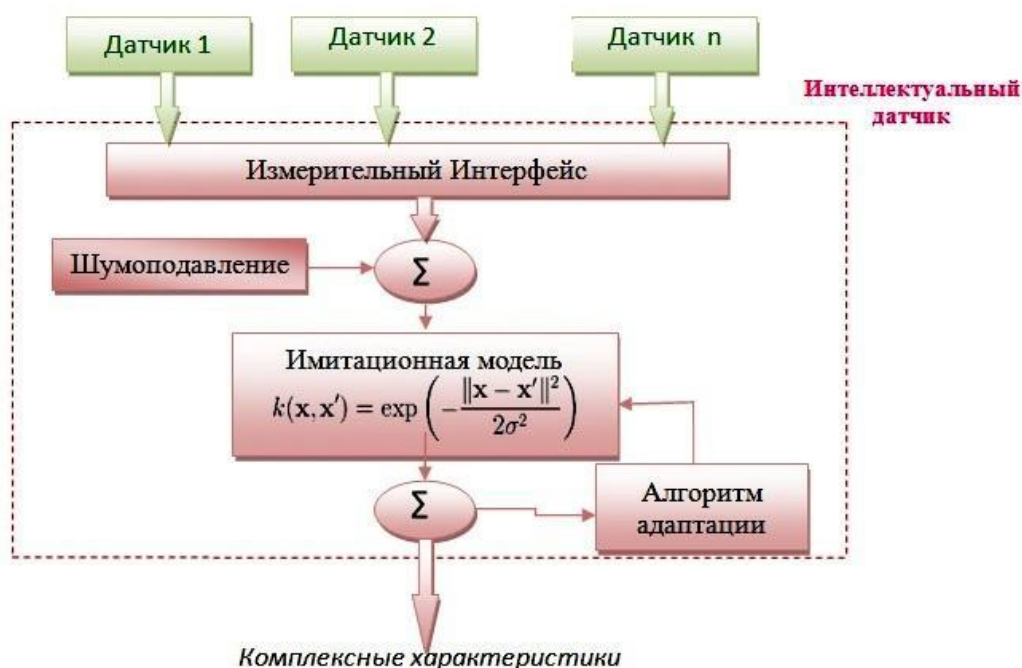 Датчик 1
Датчик 2
Датчик n
Интеллектуальный
датчик
Измерительный Интерфейс
Шумоподавление
Σ
Имитационная модель
k(x, x′) = exp(−‖x − x′‖² / 2σ²)
Σ
Алгоритм
адаптации
Комплексные характеристики